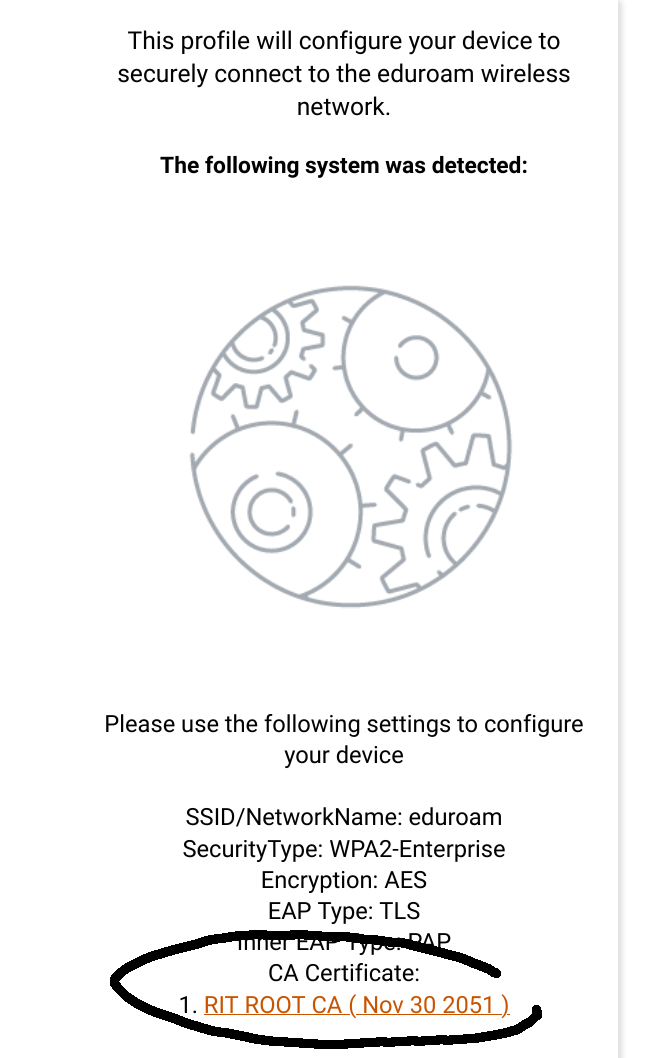 This profile will configure your device to
securely connect to the eduroam wireless
network.
The following system was detected:
Please use the following settings to configure
your device
SSID/NetworkName: eduroam
SecurityType: WPA2-Enterprise
Encryption: AES
EAP Type: TLS
Inner EAP Type: PAP
CA Certificate:
1. RIT ROOT CA ( Nov 30 2051 )